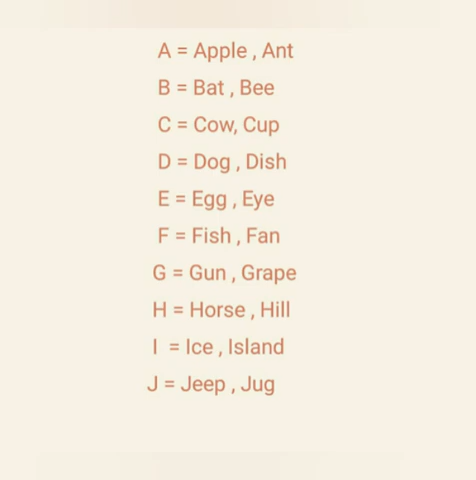 A = Apple , Ant
B = Bat , Bee
C = Cow, Cup
D = Dog , Dish
E = Egg , Eye
F = Fish , Fan
G = Gun , Grape
H = Horse , Hill
I = Ice , Island
J = Jeep , Jug